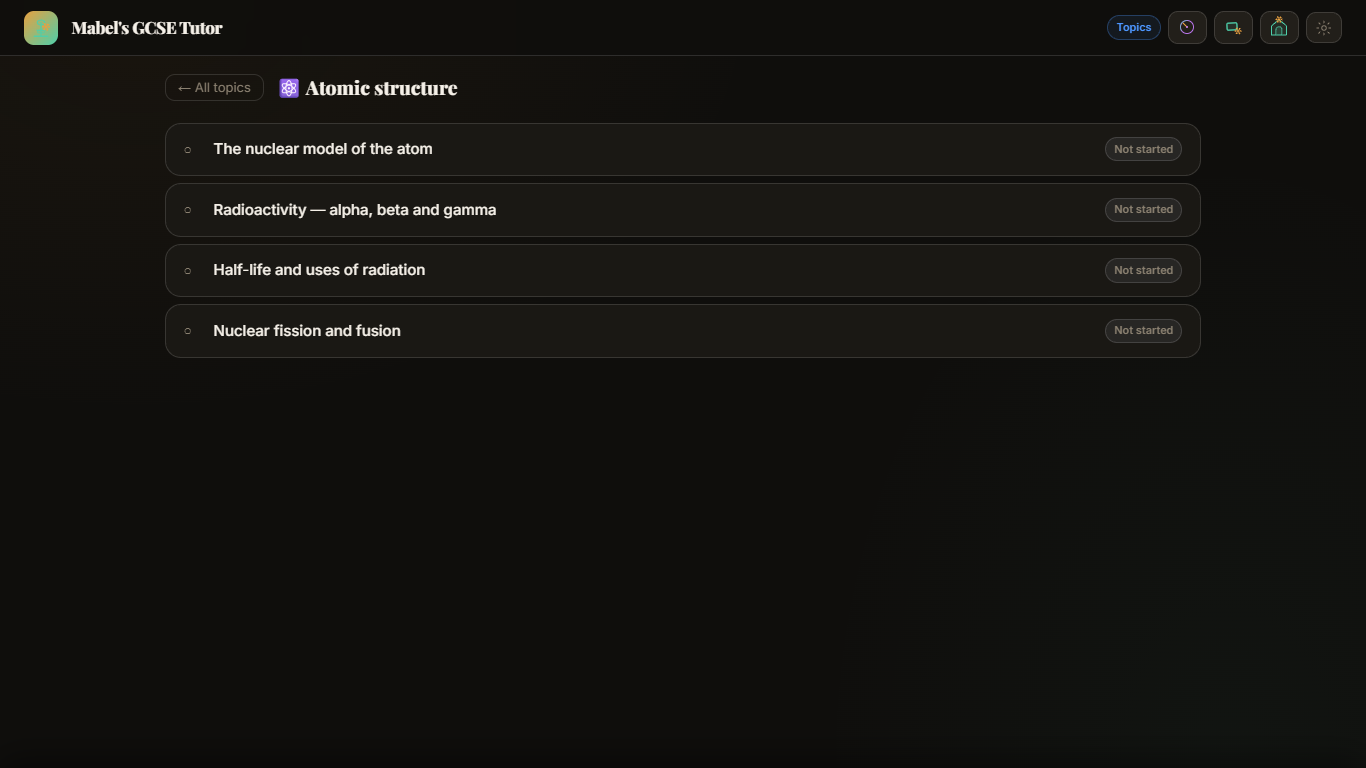 Mabel's GCSE Tutor
Topics
← All topics
Atomic structure
The nuclear model of the atom
Not started
Radioactivity — alpha, beta and gamma
Not started
Half-life and uses of radiation
Not started
Nuclear fission and fusion
Not started